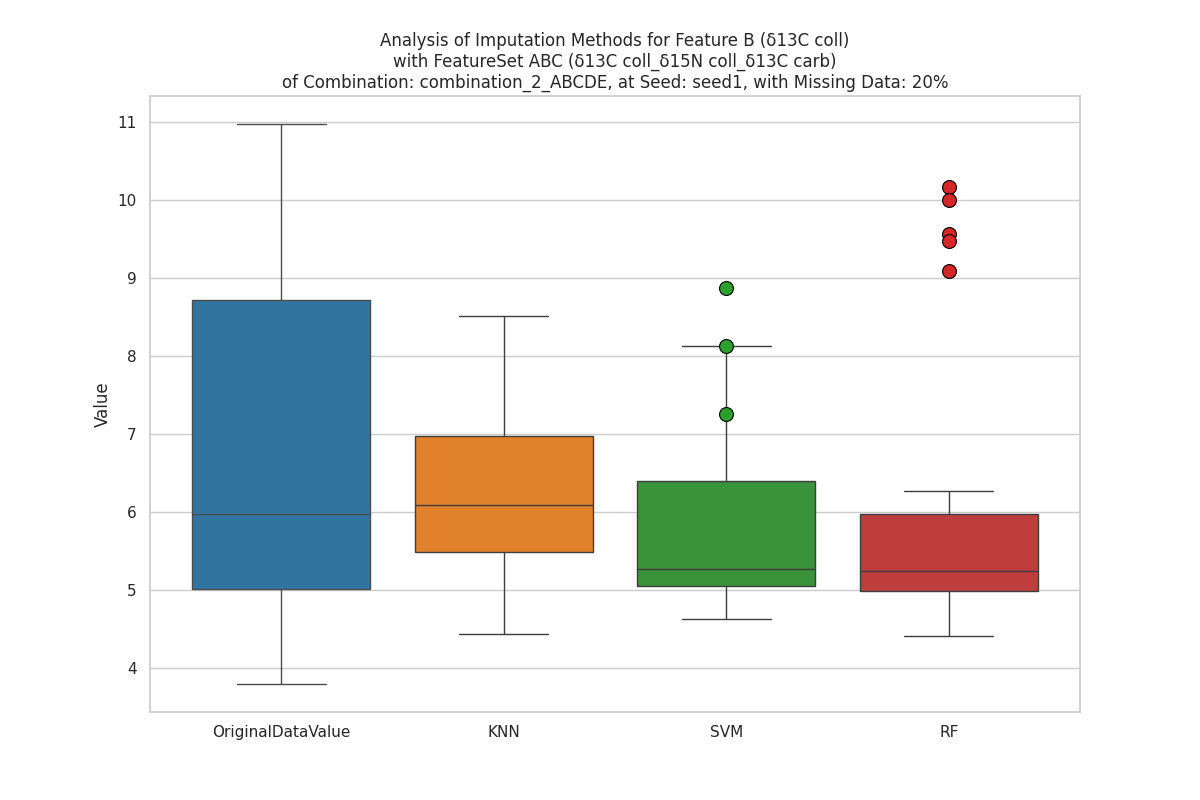 Analysis of Imputation Methods for Feature B (δ13C coll)
with FeatureSet ABC (δ13C coll_δ15N coll_δ13C carb)
of Combination: combination_2_ABCDE, at Seed: seed1, with Missing Data: 20%
11
10
9
8
7
6
5
4
Value
OriginalDataValue
KNN
SVM
RF